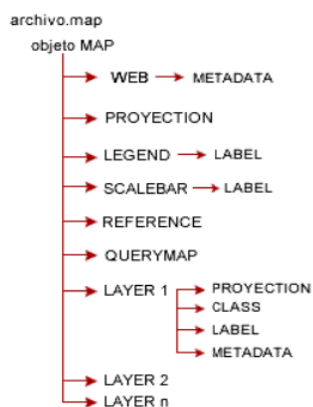 archivo.map
objeto MAP
WEB METADATA
PROYECTION
LEGEND LABEL
SCALEBAR LABEL
REFERENCE
QUERYMAP
LAYER 1 PROYECTION
CLASS
LABEL
METADATA
LAYER 2
LAYER n